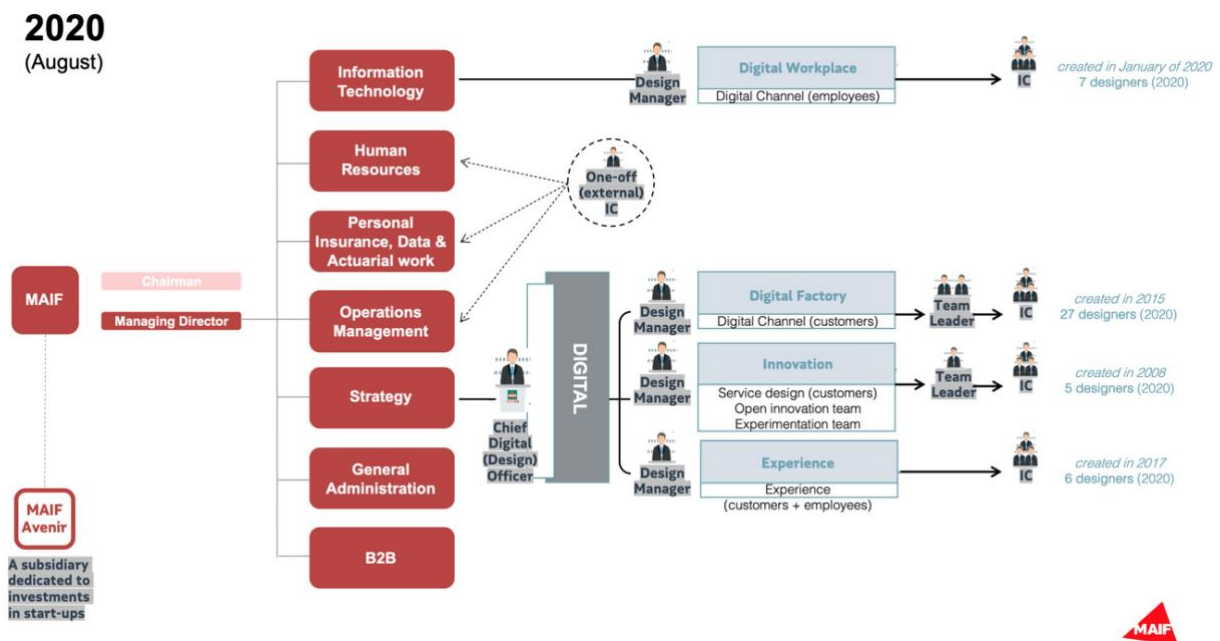 2020
(August)
Information
Technology
Design
Manager
Digital Workplace
Digital Channel (employees)
IC
created in January of 2020
7 designers (2020)
Human
Resources
One-off
(external)
IC
Personal
Insurance, Data &
Actuarial work
MAIF
Chairman
Managing Director
Operations
Management
DIGITAL
Design
Manager
Digital Factory
Digital Channel (customers)
Team
Leader
IC
created in 2015
27 designers (2020)
Strategy
Chief
Digital
(Design)
Officer
Design
Manager
Innovation
Service design (customers)
Open innovation team
Experimentation team
Team
Leader
IC
created in 2008
5 designers (2020)
General
Administration
Design
Manager
Experience
Experience
(customers + employees)
IC
created in 2017
6 designers (2020)
MAIF
Avenir
A subsidiary
dedicated to
investments
in start-ups
B2B
MAIF